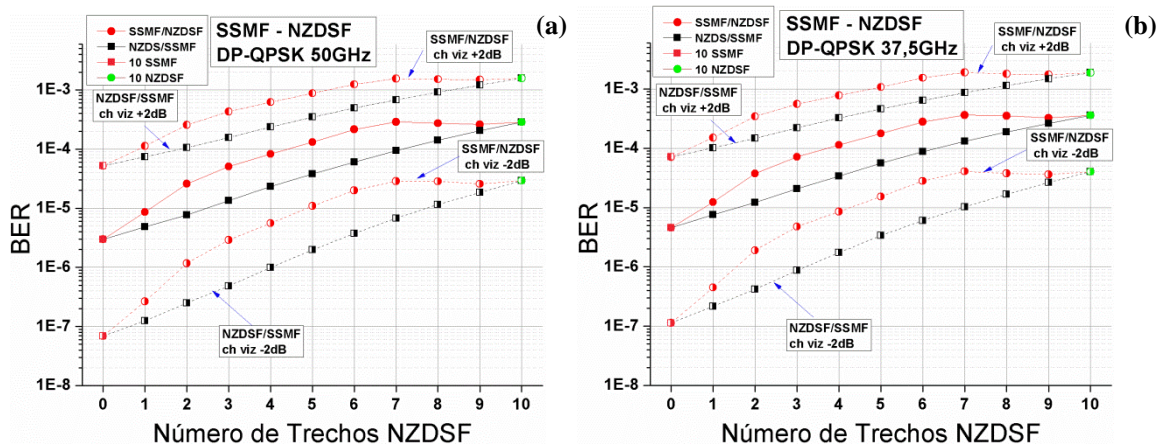 (a)
SSMF - NZDSF
DP-QPSK 50GHz
SSMF/NZDSF
NZDS/SSMF
10 SSMF
10 NZDSF
SSMF/NZDSF
ch viz +2dB
NZDSF/SSMF
ch viz +2dB
SSMF/NZDSF
ch viz -2dB
NZDSF/SSMF
ch viz -2dB
BER
1E-3
1E-4
1E-5
1E-6
1E-7
1E-8
0 1 2 3 4 5 6 7 8 9 10
Número de Trechos NZDSF
(b)
SSMF - NZDSF
DP-QPSK 37,5GHz
SSMF/NZDSF
NZDS/SSMF
10 SSMF
10 NZDSF
SSMF/NZDSF
ch viz +2dB
NZDSF/SSMF
ch viz +2dB
SSMF/NZDSF
ch viz -2dB
NZDSF/SSMF
ch viz -2dB
BER
1E-3
1E-4
1E-5
1E-6
1E-7
1E-8
0 1 2 3 4 5 6 7 8 9 10
Número de Trechos NZDSF